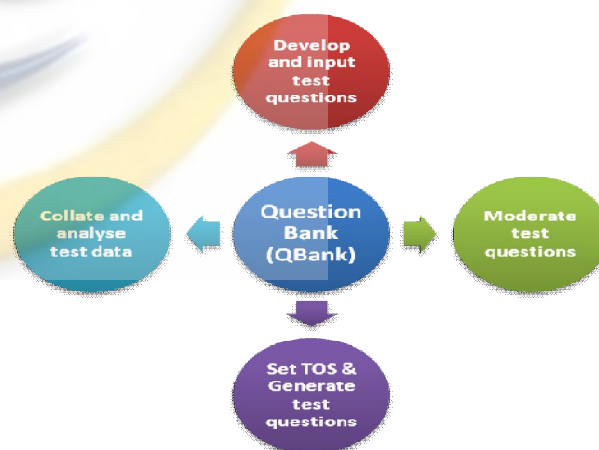 Develop
and input
test
questions
Collate and
analyse
test data
Question
Bank
(QBank)
Moderate
test
questions
Set TOS &
Generate
test
questions